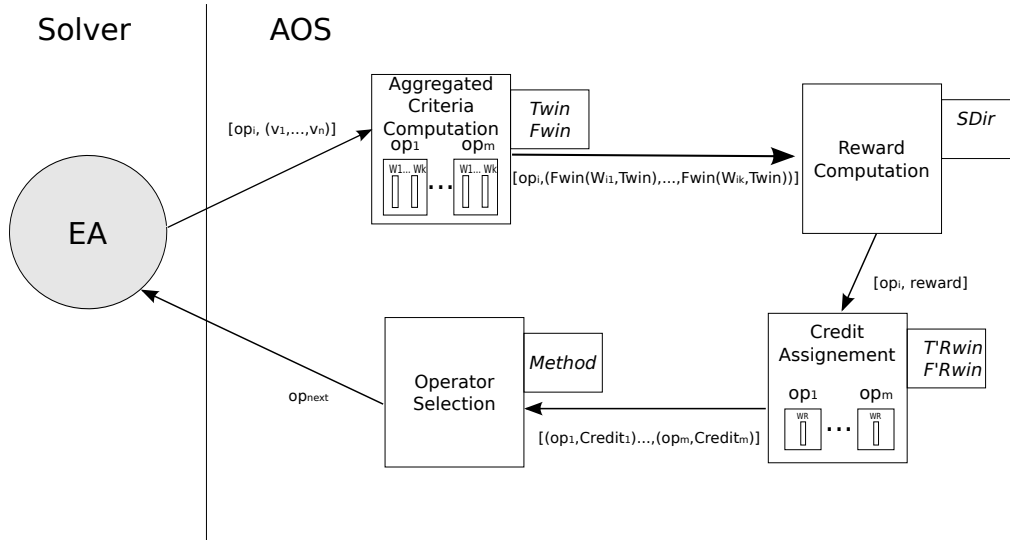 Solver
AOS
Aggregated
Criteria
Computation
Twin
Fwin
op₁ opₘ
W1... Wk
...
W1... Wk
[opᵢ, (v₁,...,vₙ)]
[opᵢ,(Fwin(Wᵢ₁,Twin),...,Fwin(Wᵢₖ,Twin))]
Reward
Computation
SDir
EA
[opᵢ, reward]
Credit
Assignement
T'Rwin
F'Rwin
op₁ opₘ
WR ... WR
[(op₁,Credit₁)...,(opₘ,Creditₘ)]
Operator
Selection
Method
opnext